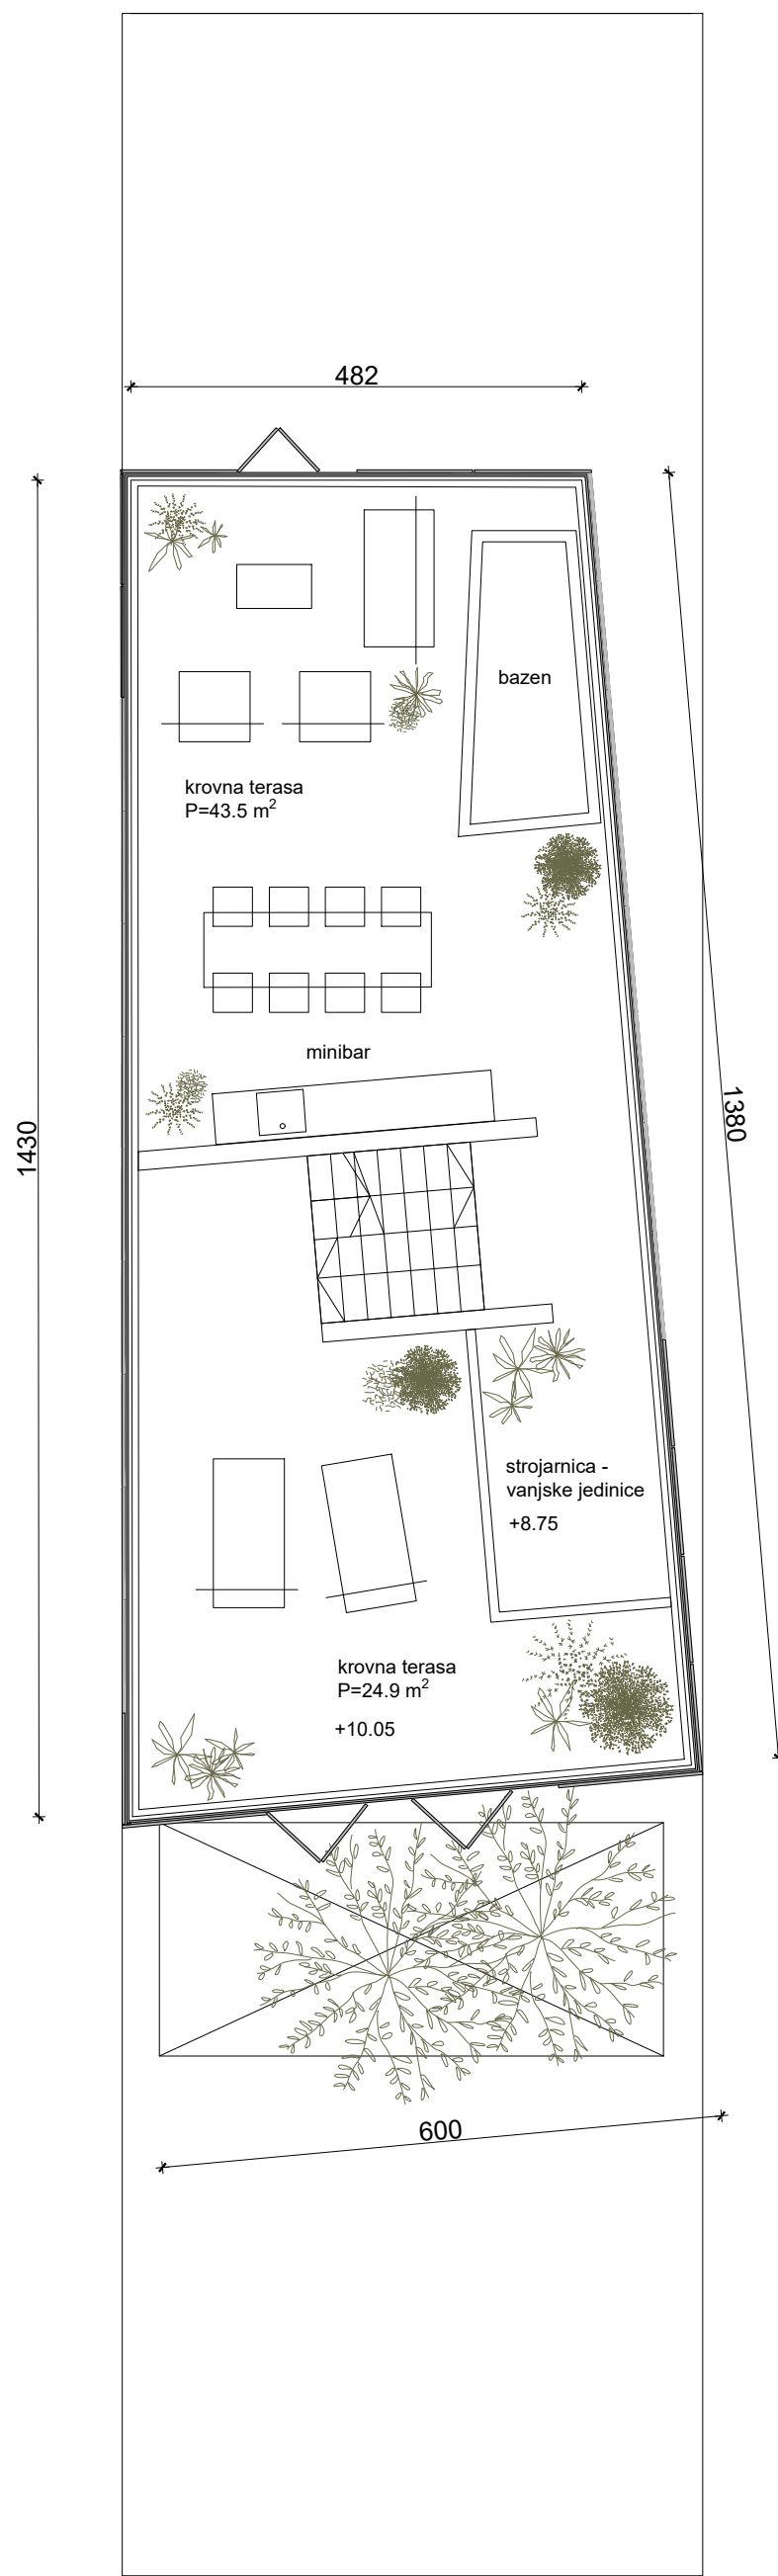 482
bazen
krovna terasa
P=43.5 m²
minibar
1430
1380
strojarnica -
vanjske jedinice
+8.75
krovna terasa
P=24.9 m²
+10.05
600